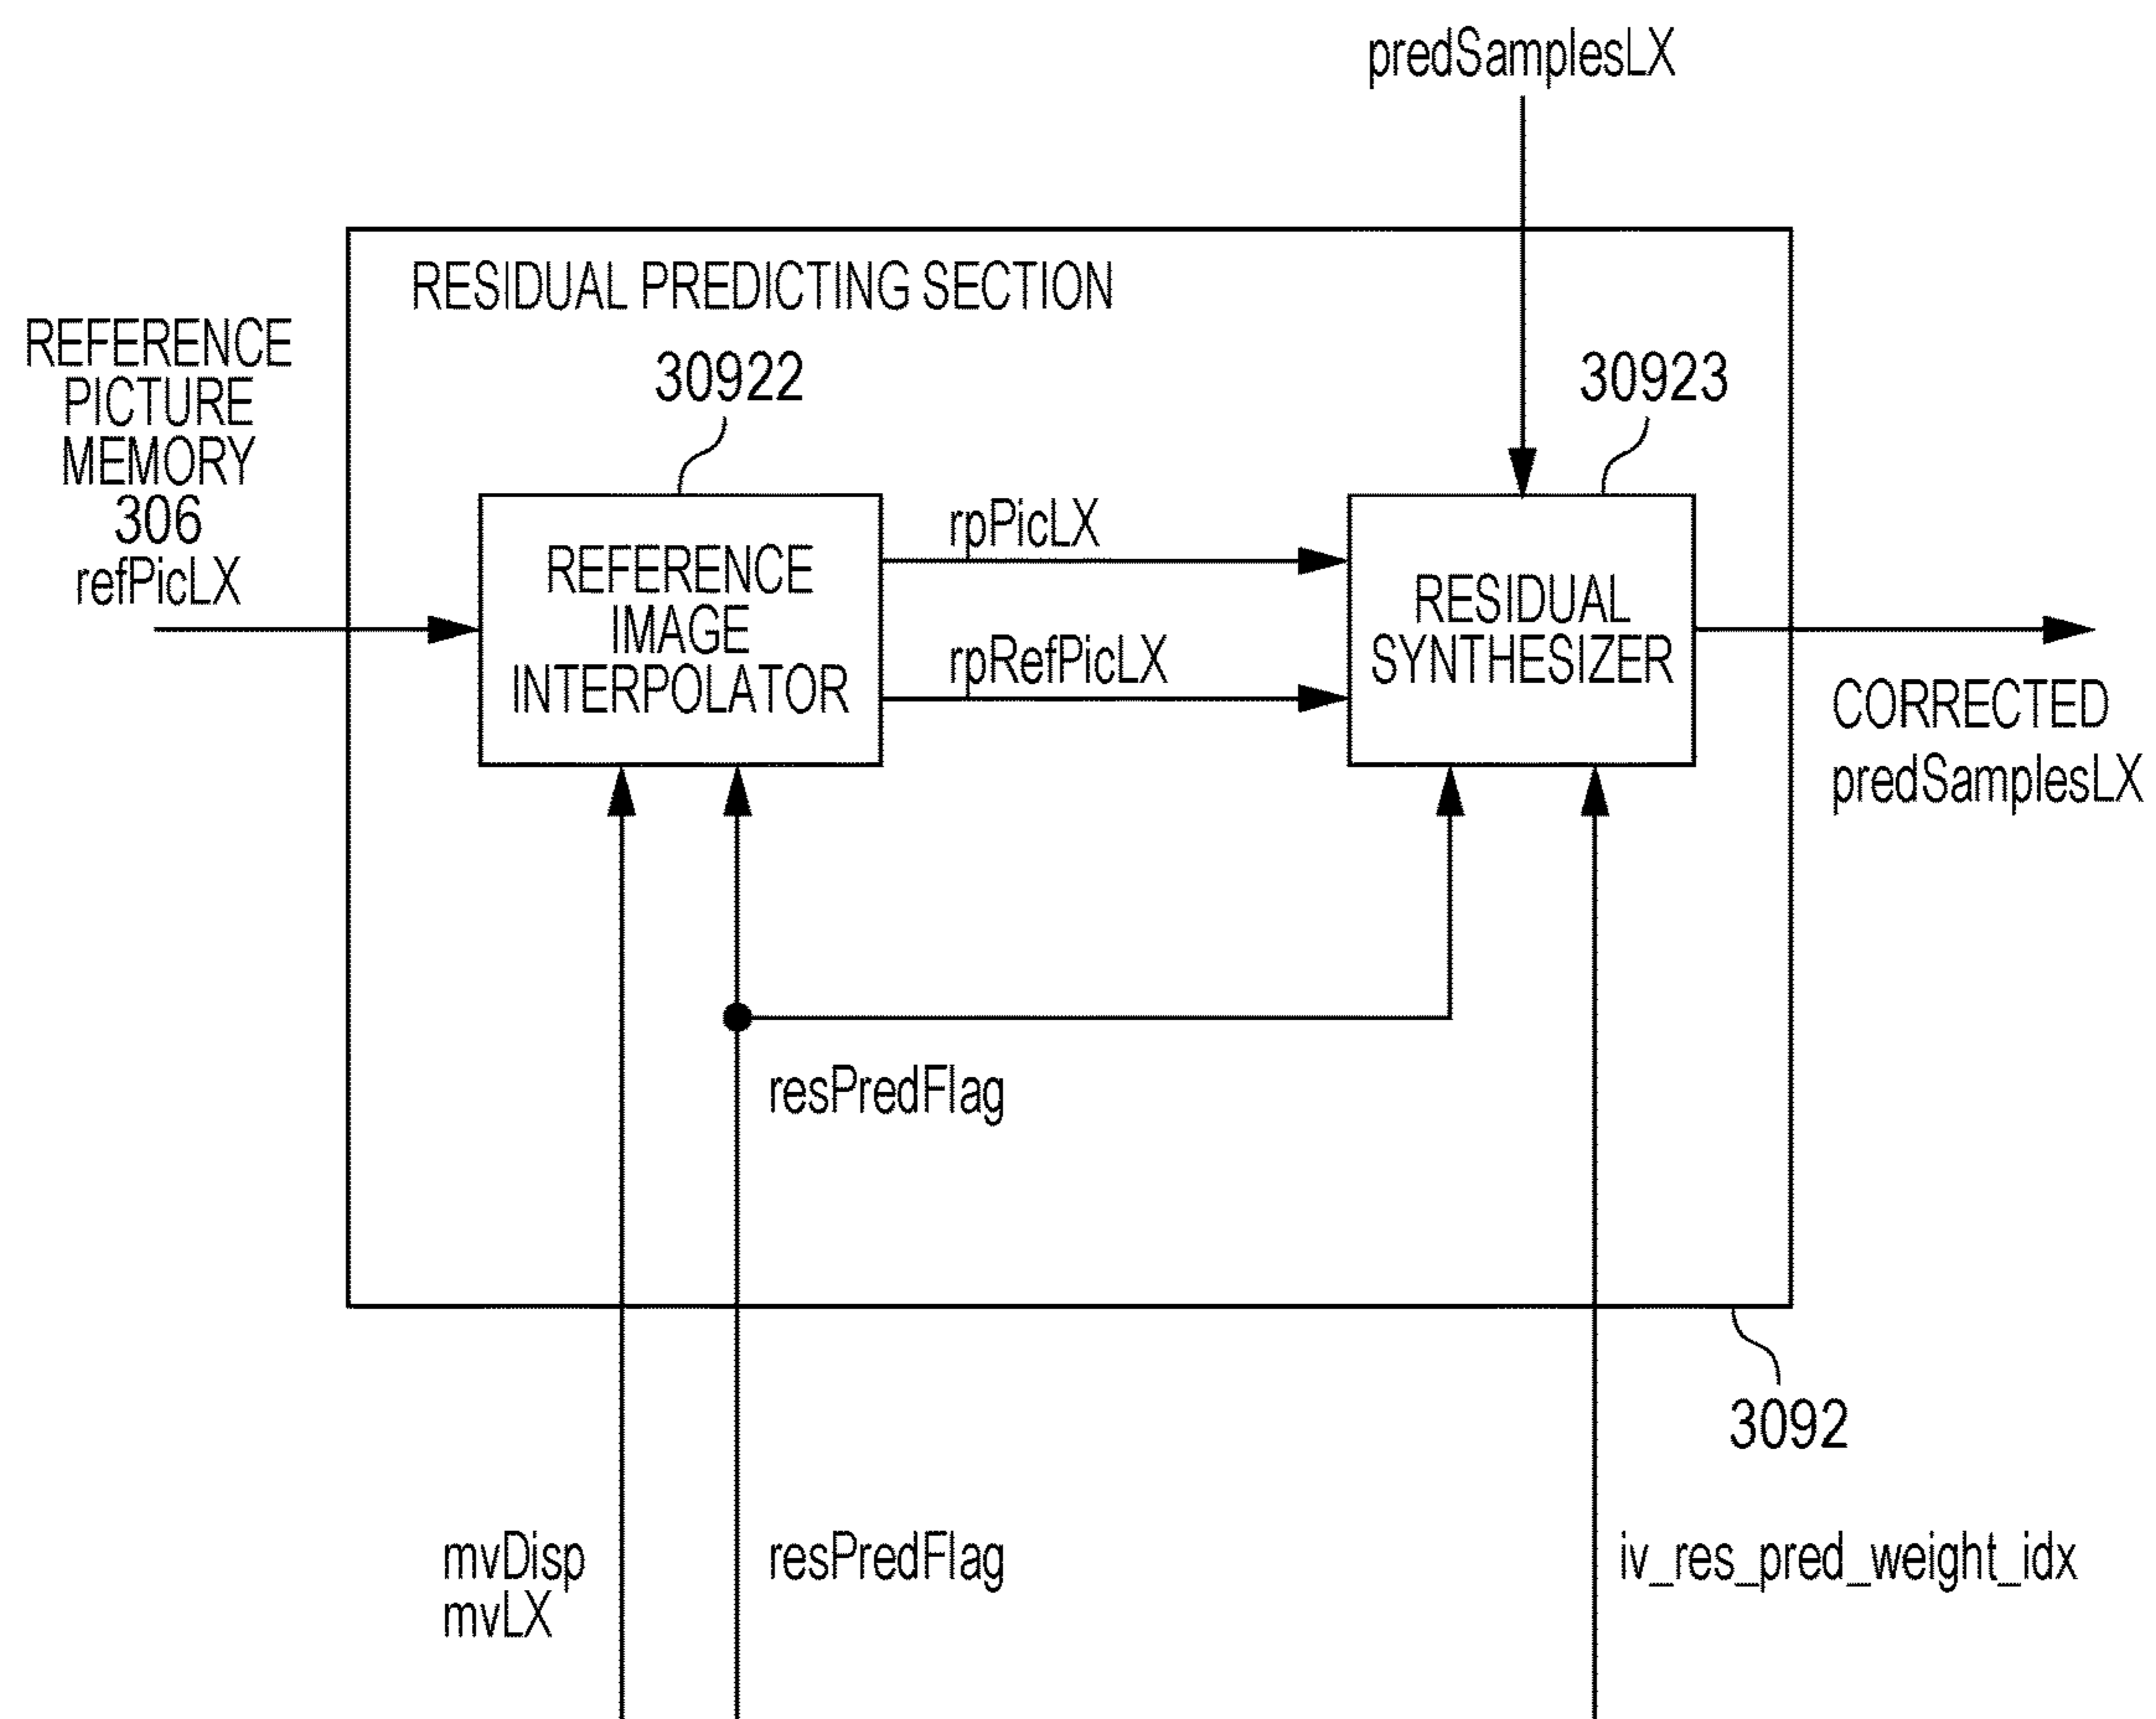 predSamplesLX
RESIDUAL PREDICTING SECTION
REFERENCE
PICTURE
MEMORY
306
refPicLX
30922
30923
rpPicLX
rpRefPicLX
REFERENCE
IMAGE
INTERPOLATOR
RESIDUAL
SYNTHESIZER
CORRECTED
predSamplesLX
resPredFlag
3092
mvDisp
mvLX
resPredFlag
iv_res_pred_weight_idx